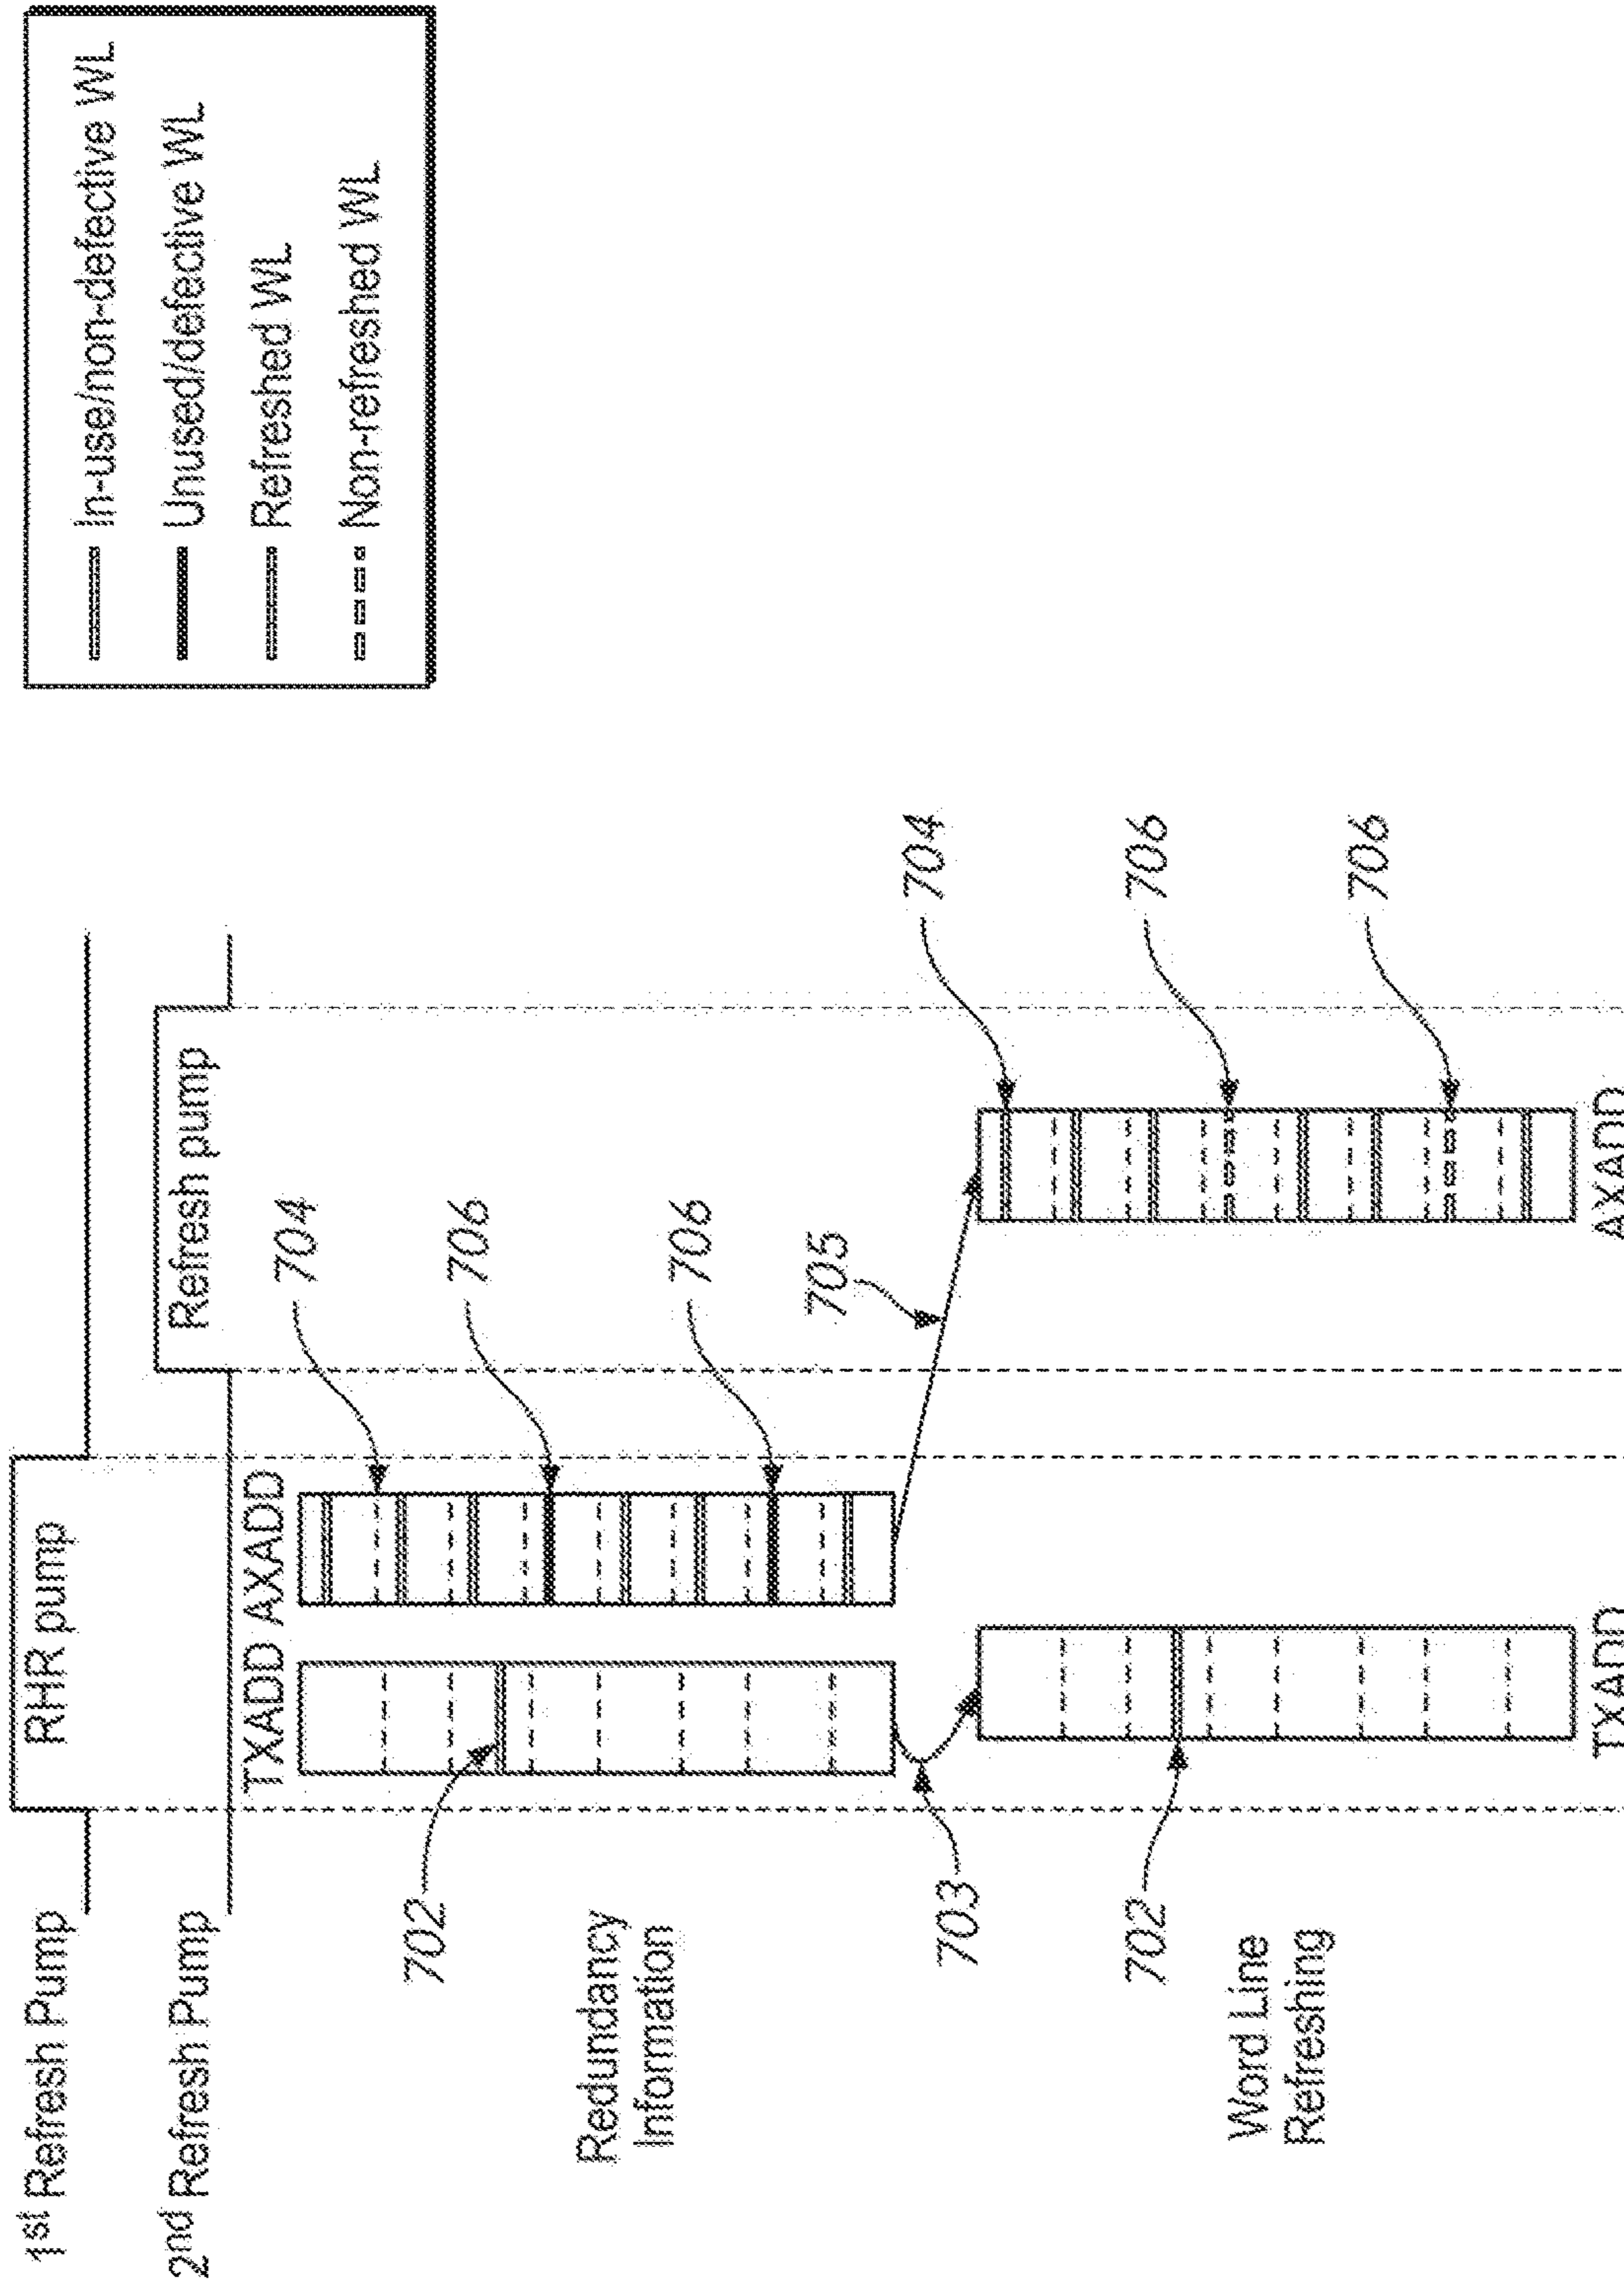 1st Refresh Pump
RHR pump
2nd Refresh Pump
Refresh pump
In-use/non-defective WL
Unused/defective WL
Refreshed WL
Non-refreshed WL
TXADD AXADD
702
704
706
706
Redundancy
Information
703
705
702
704
706
706
Word Line
Refreshing
TXADD
AXADD